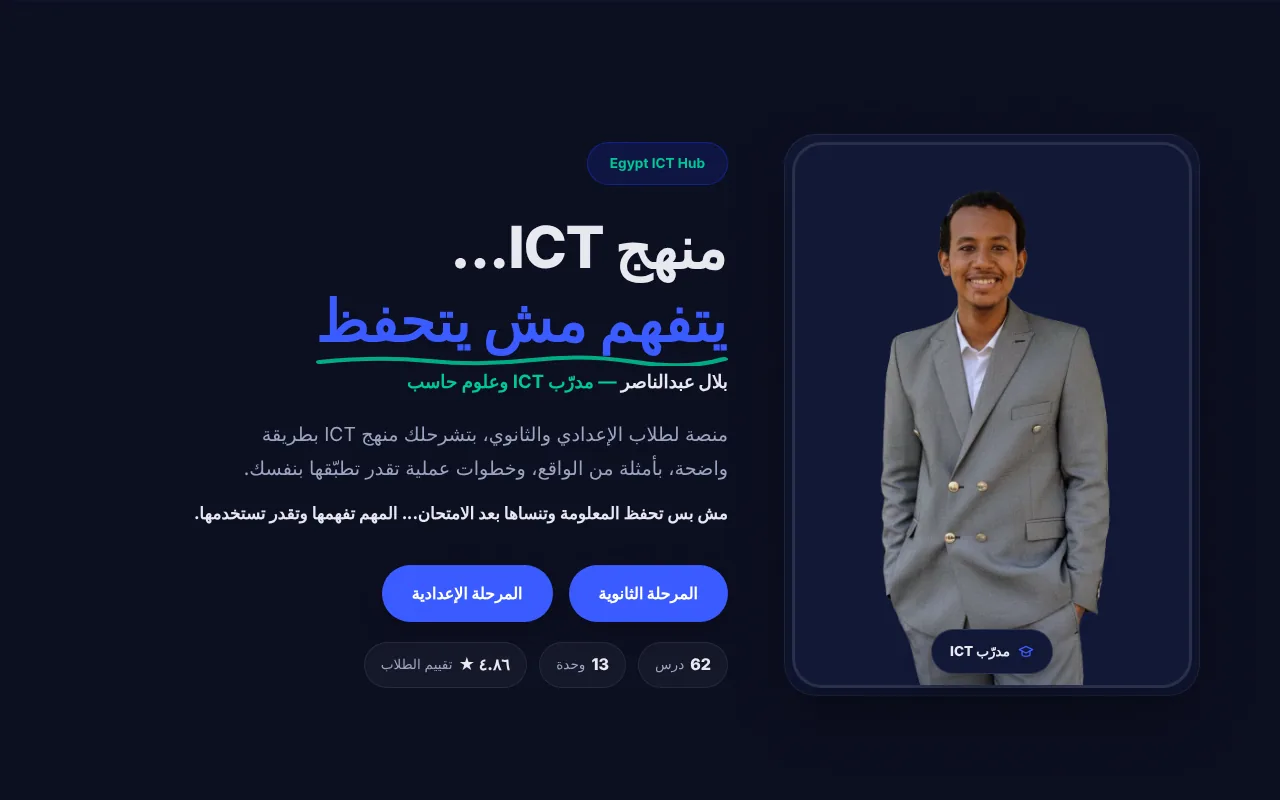 Egypt ICT Hub
منهج ICT...
يتفهم مش يتحفظ
بلال عبدالناصر — مدرّب ICT وعلوم حاسب
منصة لطلاب الإعدادي والثانوي، بتشرحلك منهج ICT بطريقة
واضحة، بأمثلة من الواقع، وخطوات عملية تقدر تطبّقها بنفسك.
مش بس تحفظ المعلومة وتنساها بعد الامتحان... المهم تفهمها وتقدر تستخدمها.
المرحلة الثانوية
المرحلة الإعدادية
62 درس
13 وحدة
٤.٨٦ ★ تقييم الطلاب
مدرّب ICT